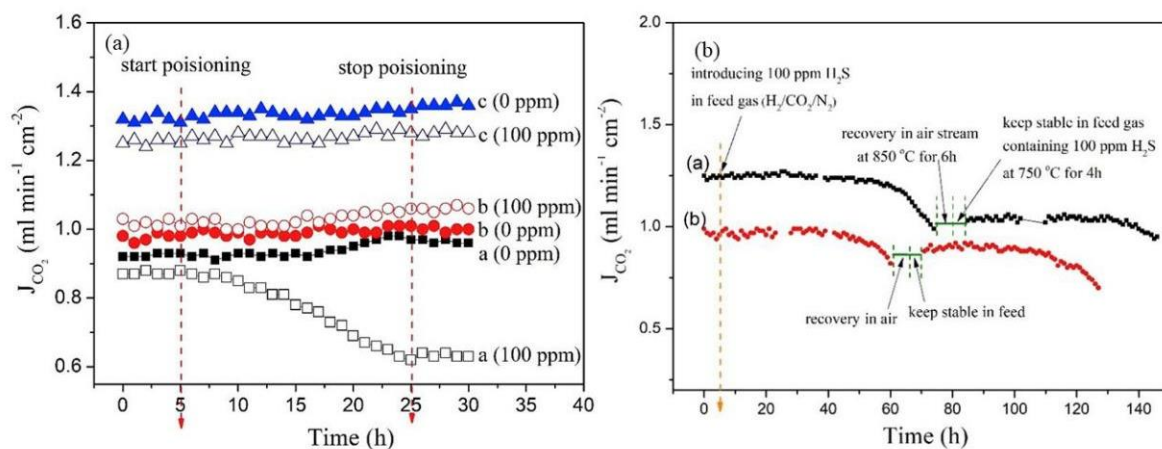 (a)
start poisioning
stop poisioning
c (0 ppm)
c (100 ppm)
b (100 ppm)
b (0 ppm)
a (0 ppm)
a (100 ppm)
1.6
1.4
1.2
1.0
0.8
0.6
J_CO₂ (ml min⁻¹ cm⁻²)
0 5 10 15 20 25 30 35 40
Time (h)
(b)
introducing 100 ppm H₂S
in feed gas (H₂/CO₂/N₂)
recovery in air stream
at 850 °C for 6h
keep stable in feed gas
containing 100 ppm H₂S
at 750 °C for 4h
(a)
(b)
recovery in air
keep stable in feed
2.0
1.5
1.0
0.5
J_CO₂ (ml min⁻¹ cm⁻²)
0 20 40 60 80 100 120 140
Time (h)